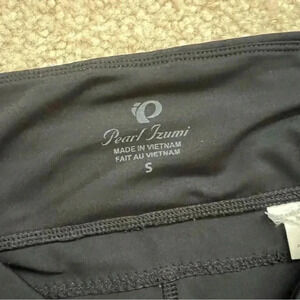 Pearl Izumi
MADE IN VIETNAM
FAIT AU VIETNAM
S